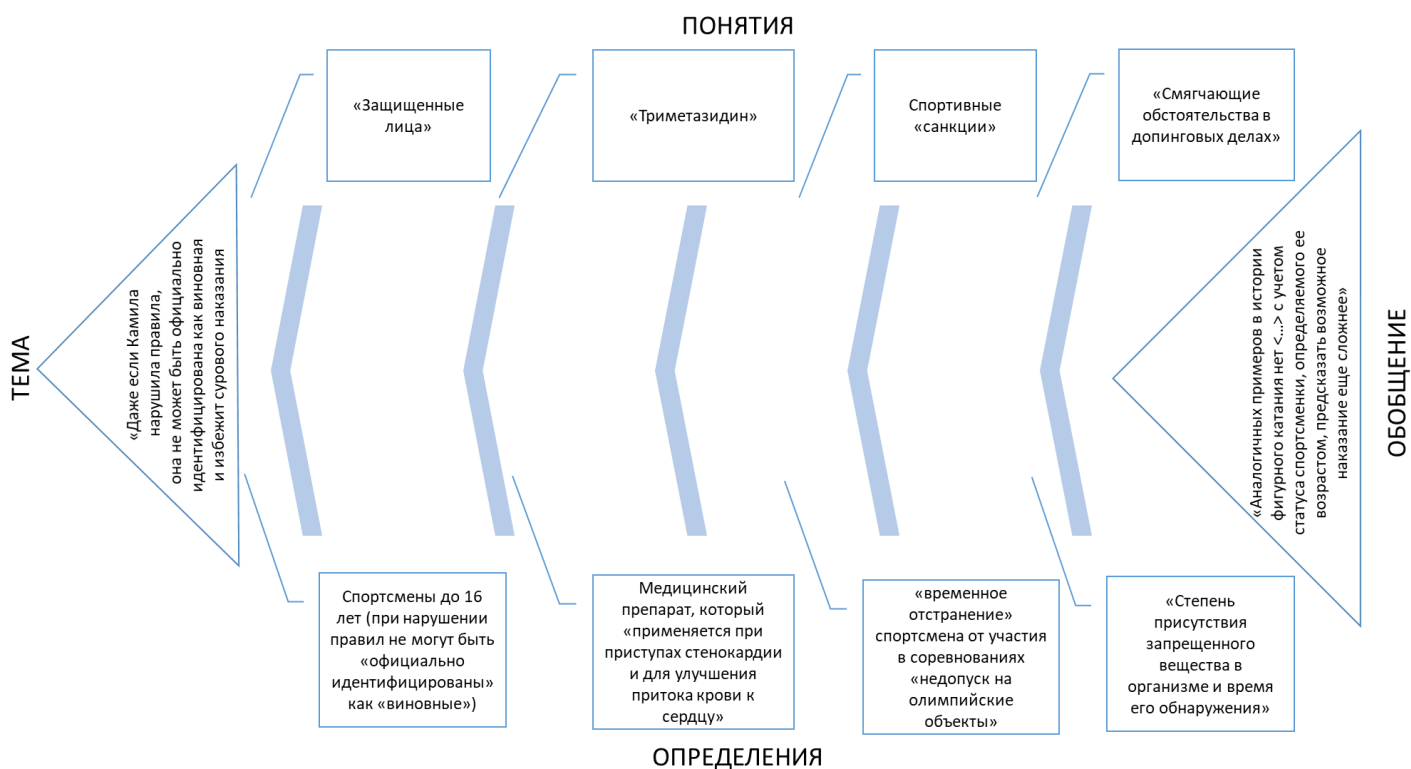 ПОНЯТИЯ
«Защищенные
лица»
«Триметазидин»
Спортивные
«санкции»
«Смягчающие
обстоятельства в
допинговых делах»
ТЕМА
«Даже если Камила
нарушила правила,
она не может быть официально
идентифицирована как виновная
и избежит сурового наказания
«Аналогичных примеров в истории
фигурного катания нет <…> с учетом
статуса спортсменки, определяемого ее
возрастом, предсказать возможное
наказание еще сложнее»
ОБОБЩЕНИЕ
Спортсмены до 16
лет (при нарушении
правил не могут быть
«официально
идентифицированы»
как «виновные»)
Медицинский
препарат, который
«применяется при
приступах стенокардии
и для улучшения
притока крови к
сердцу»
«временное
отстранение»
спортсмена от участия
в соревнованиях
«недопуск на
олимпийские
объекты»
«Степень
присутствия
запрещенного
вещества в
организме и время
его обнаружения»
ОПРЕДЕЛЕНИЯ